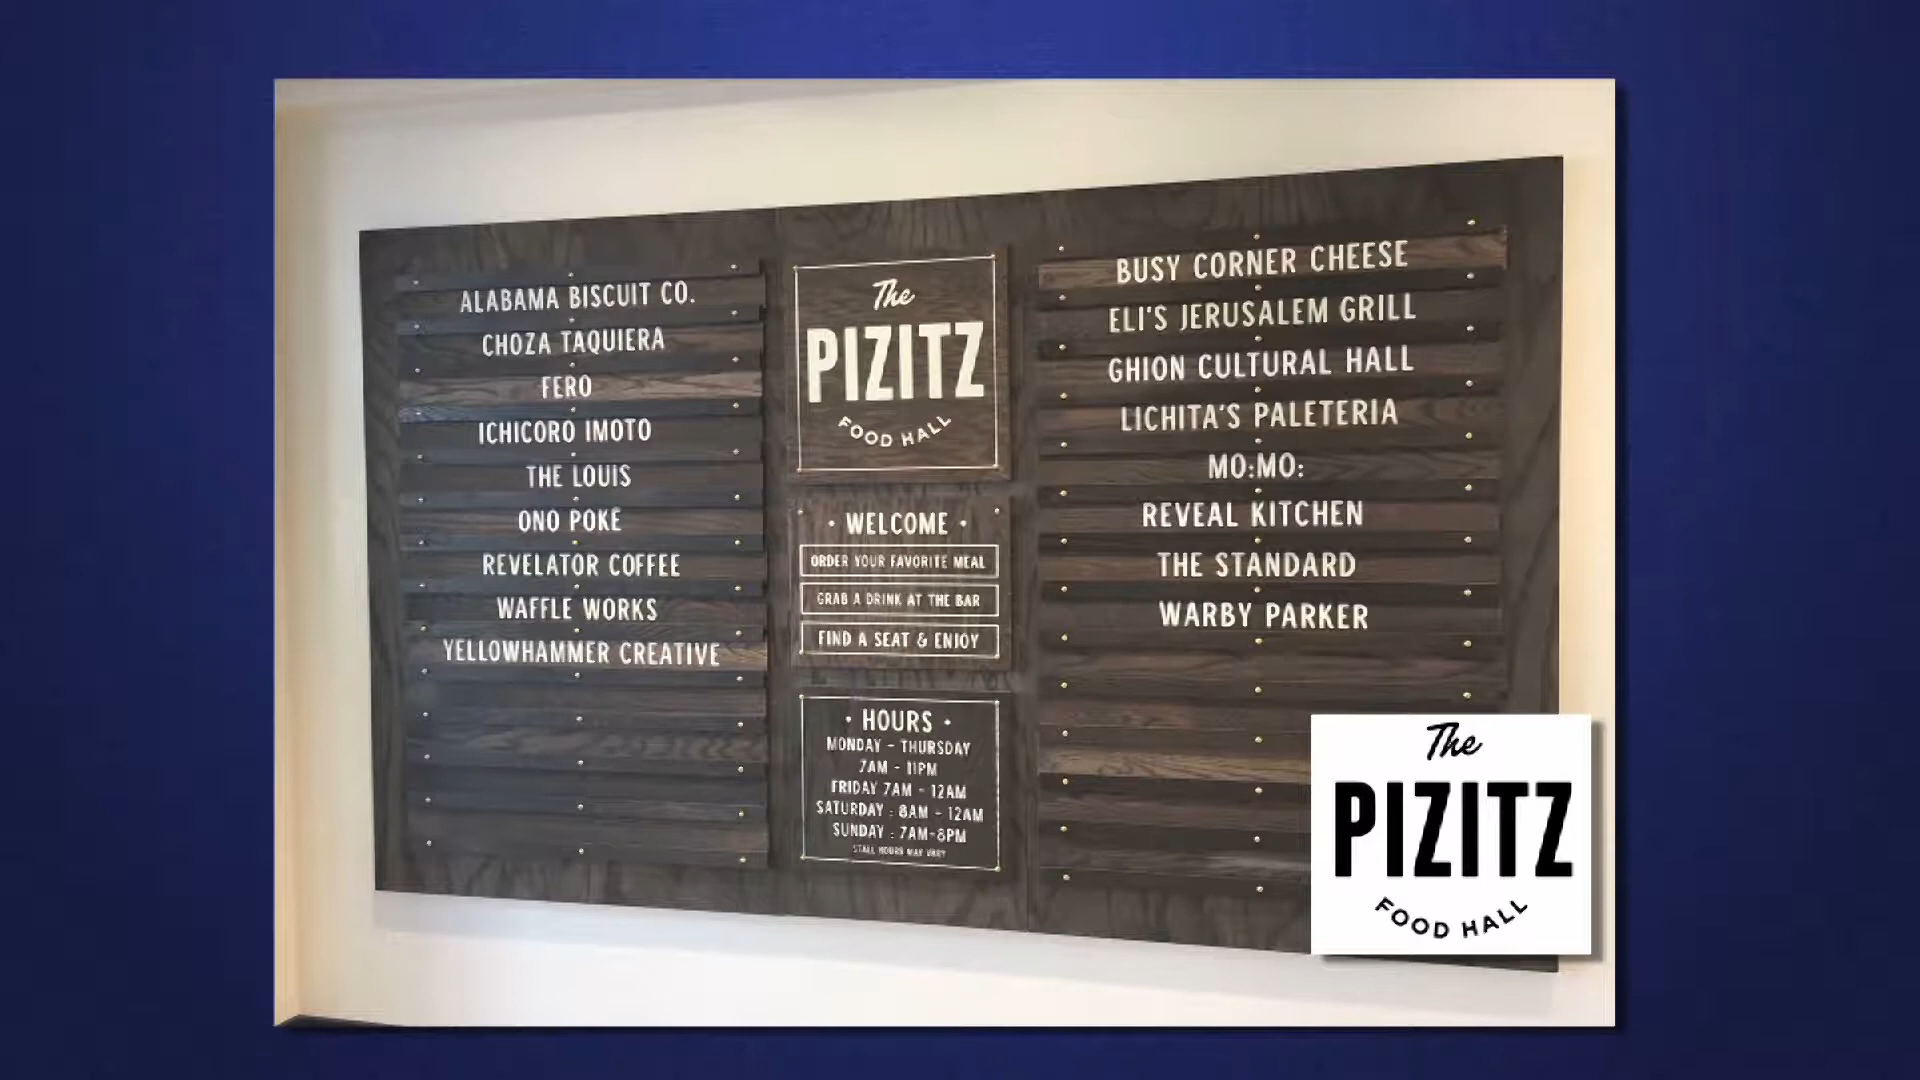 ALABAMA BISCUIT CO.
CHOZA TAQUIERA
FERO
ICHICORO IMOTO
THE LOUIS
ONO POKE
REVELATOR COFFEE
WAFFLE WORKS
YELLOWHAMMER CREATIVE
The
PIZITZ
FOOD HALL
• WELCOME •
ORDER YOUR FAVORITE MEAL
GRAB A DRINK AT THE BAR
FIND A SEAT & ENJOY
• HOURS •
MONDAY - THURSDAY
7AM - 11PM
FRIDAY 7AM - 12AM
SATURDAY : 8AM - 12AM
SUNDAY : 7AM-8PM
STALL HOURS MAY VARY
BUSY CORNER CHEESE
ELI'S JERUSALEM GRILL
GHION CULTURAL HALL
LICHITA'S PALETERIA
MO:MO:
REVEAL KITCHEN
THE STANDARD
WARBY PARKER
The
PIZITZ
FOOD HALL